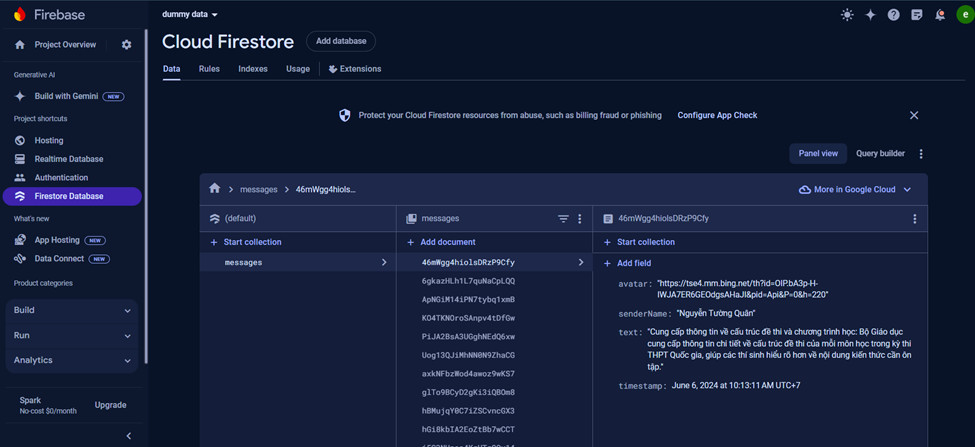 Firebase
dummy data
e
Project Overview
Cloud Firestore
Add database
Generative AI
Build with Gemini NEW
Project shortcuts
Hosting
Realtime Database
Authentication
Firestore Database
What's new
App Hosting NEW
Data Connect NEW
Product categories
Build
Run
Analytics
Spark
No-cost $0/month
Upgrade
Data Rules Indexes Usage Extensions
Protect your Cloud Firestore resources from abuse, such as billing fraud or phishing Configure App Check
Panel view Query builder
messages 46mWgg4hiols...
More in Google Cloud
(default)
Start collection
messages
messages
Add document
46mWgg4hiolsDRzP9Cfy
6gkazHLh1L7quNaCpLQQ
ApNGiM14iPN7tybq1xmB
KO4TKNOroSAnpv4tDfGw
PiJA2BsA3UGghNEdQ6xw
Uog13QJiMhNN0N9ZhaCG
axkNFbzWod4awoz9wKS7
glTo9BCyD2gKi3iQBOm8
hBMujqY0C7iZSCvncGX3
hGi8kbIA2EoZtBb7wCCT
46mWgg4hiolsDRzP9Cfy
Start collection
Add field
avatar: "https://tse4.mm.bing.net/th?id=OIP.bA3p-H-
IWJA7ER6GEOdgsAHaJI&pid=Api&P=0&h=220"
senderName: "Nguyễn Tường Quân"
text: "Cung cấp thông tin về cấu trúc đề thi và chương trình học: Bộ Giáo dục
cung cấp thông tin chi tiết về cấu trúc đề thi của mỗi môn học trong kỳ thi
THPT Quốc gia, giúp các thí sinh hiểu rõ hơn về nội dung kiến thức cần ôn
tập."
timestamp: June 6, 2024 at 10:13:11 AM UTC+7